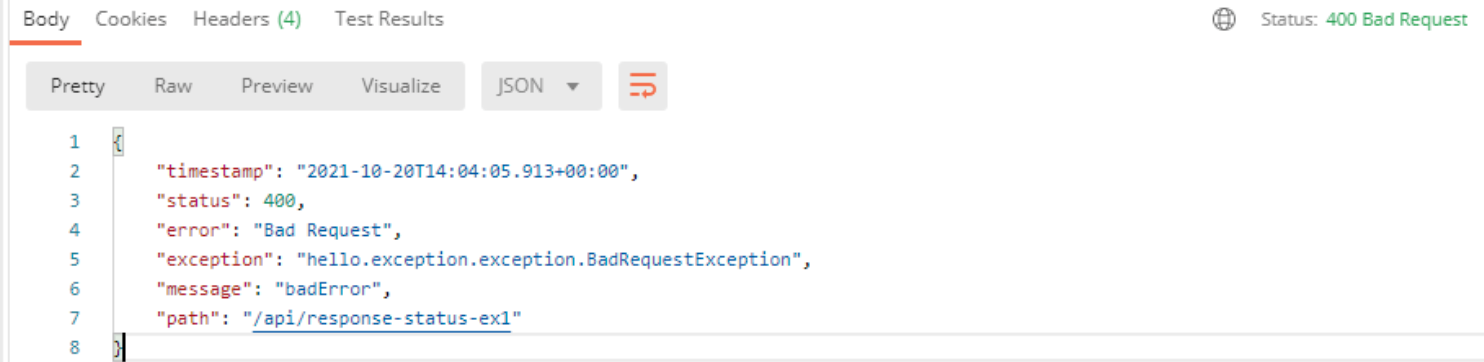 Body Cookies Headers (4) Test Results Status: 400 Bad Request
Pretty Raw Preview Visualize JSON
1 {
2 "timestamp": "2021-10-20T14:04:05.913+00:00",
3 "status": 400,
4 "error": "Bad Request",
5 "exception": "hello.exception.exception.BadRequestException",
6 "message": "badError",
7 "path": "/api/response-status-ex1"
8 }